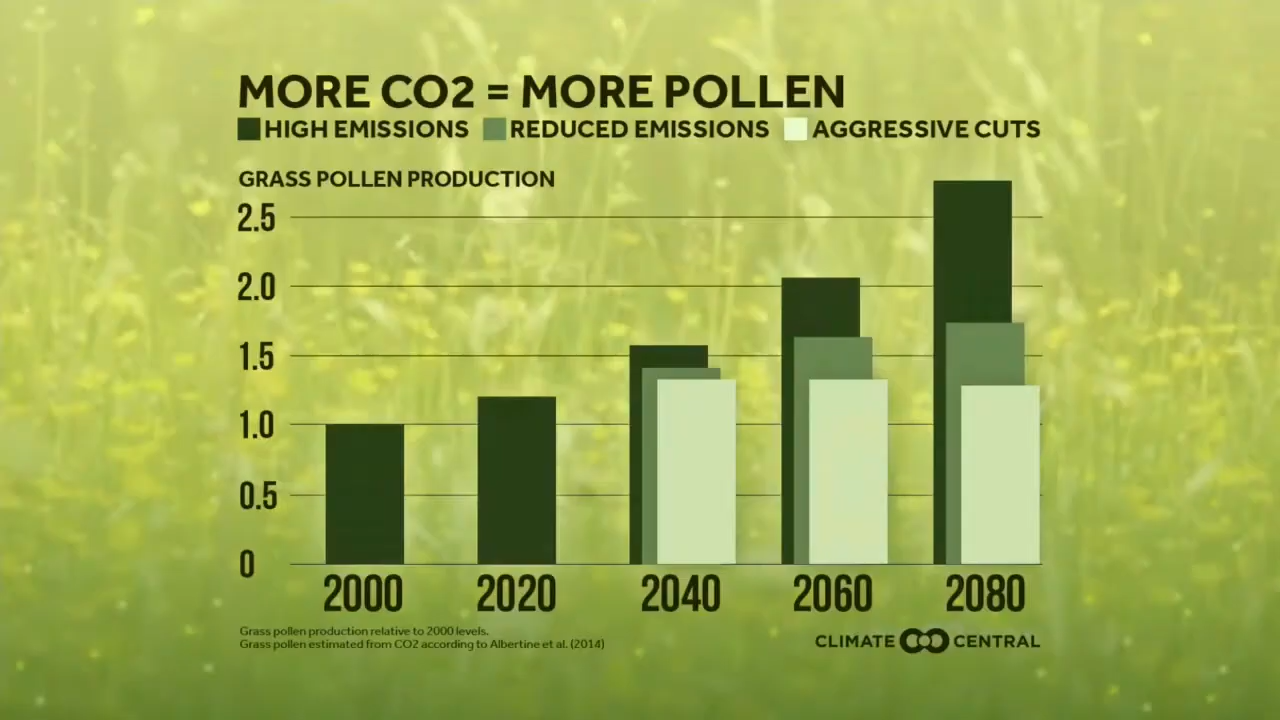 MORE CO2 = MORE POLLEN
HIGH EMISSIONS REDUCED EMISSIONS AGGRESSIVE CUTS
GRASS POLLEN PRODUCTION
2.5
2.0
1.5
1.0
0.5
0
2000 2020 2040 2060 2080
Grass pollen production relative to 2000 levels.
Grass pollen estimated from CO2 according to Albertine et al. (2014)
CLIMATE CENTRAL